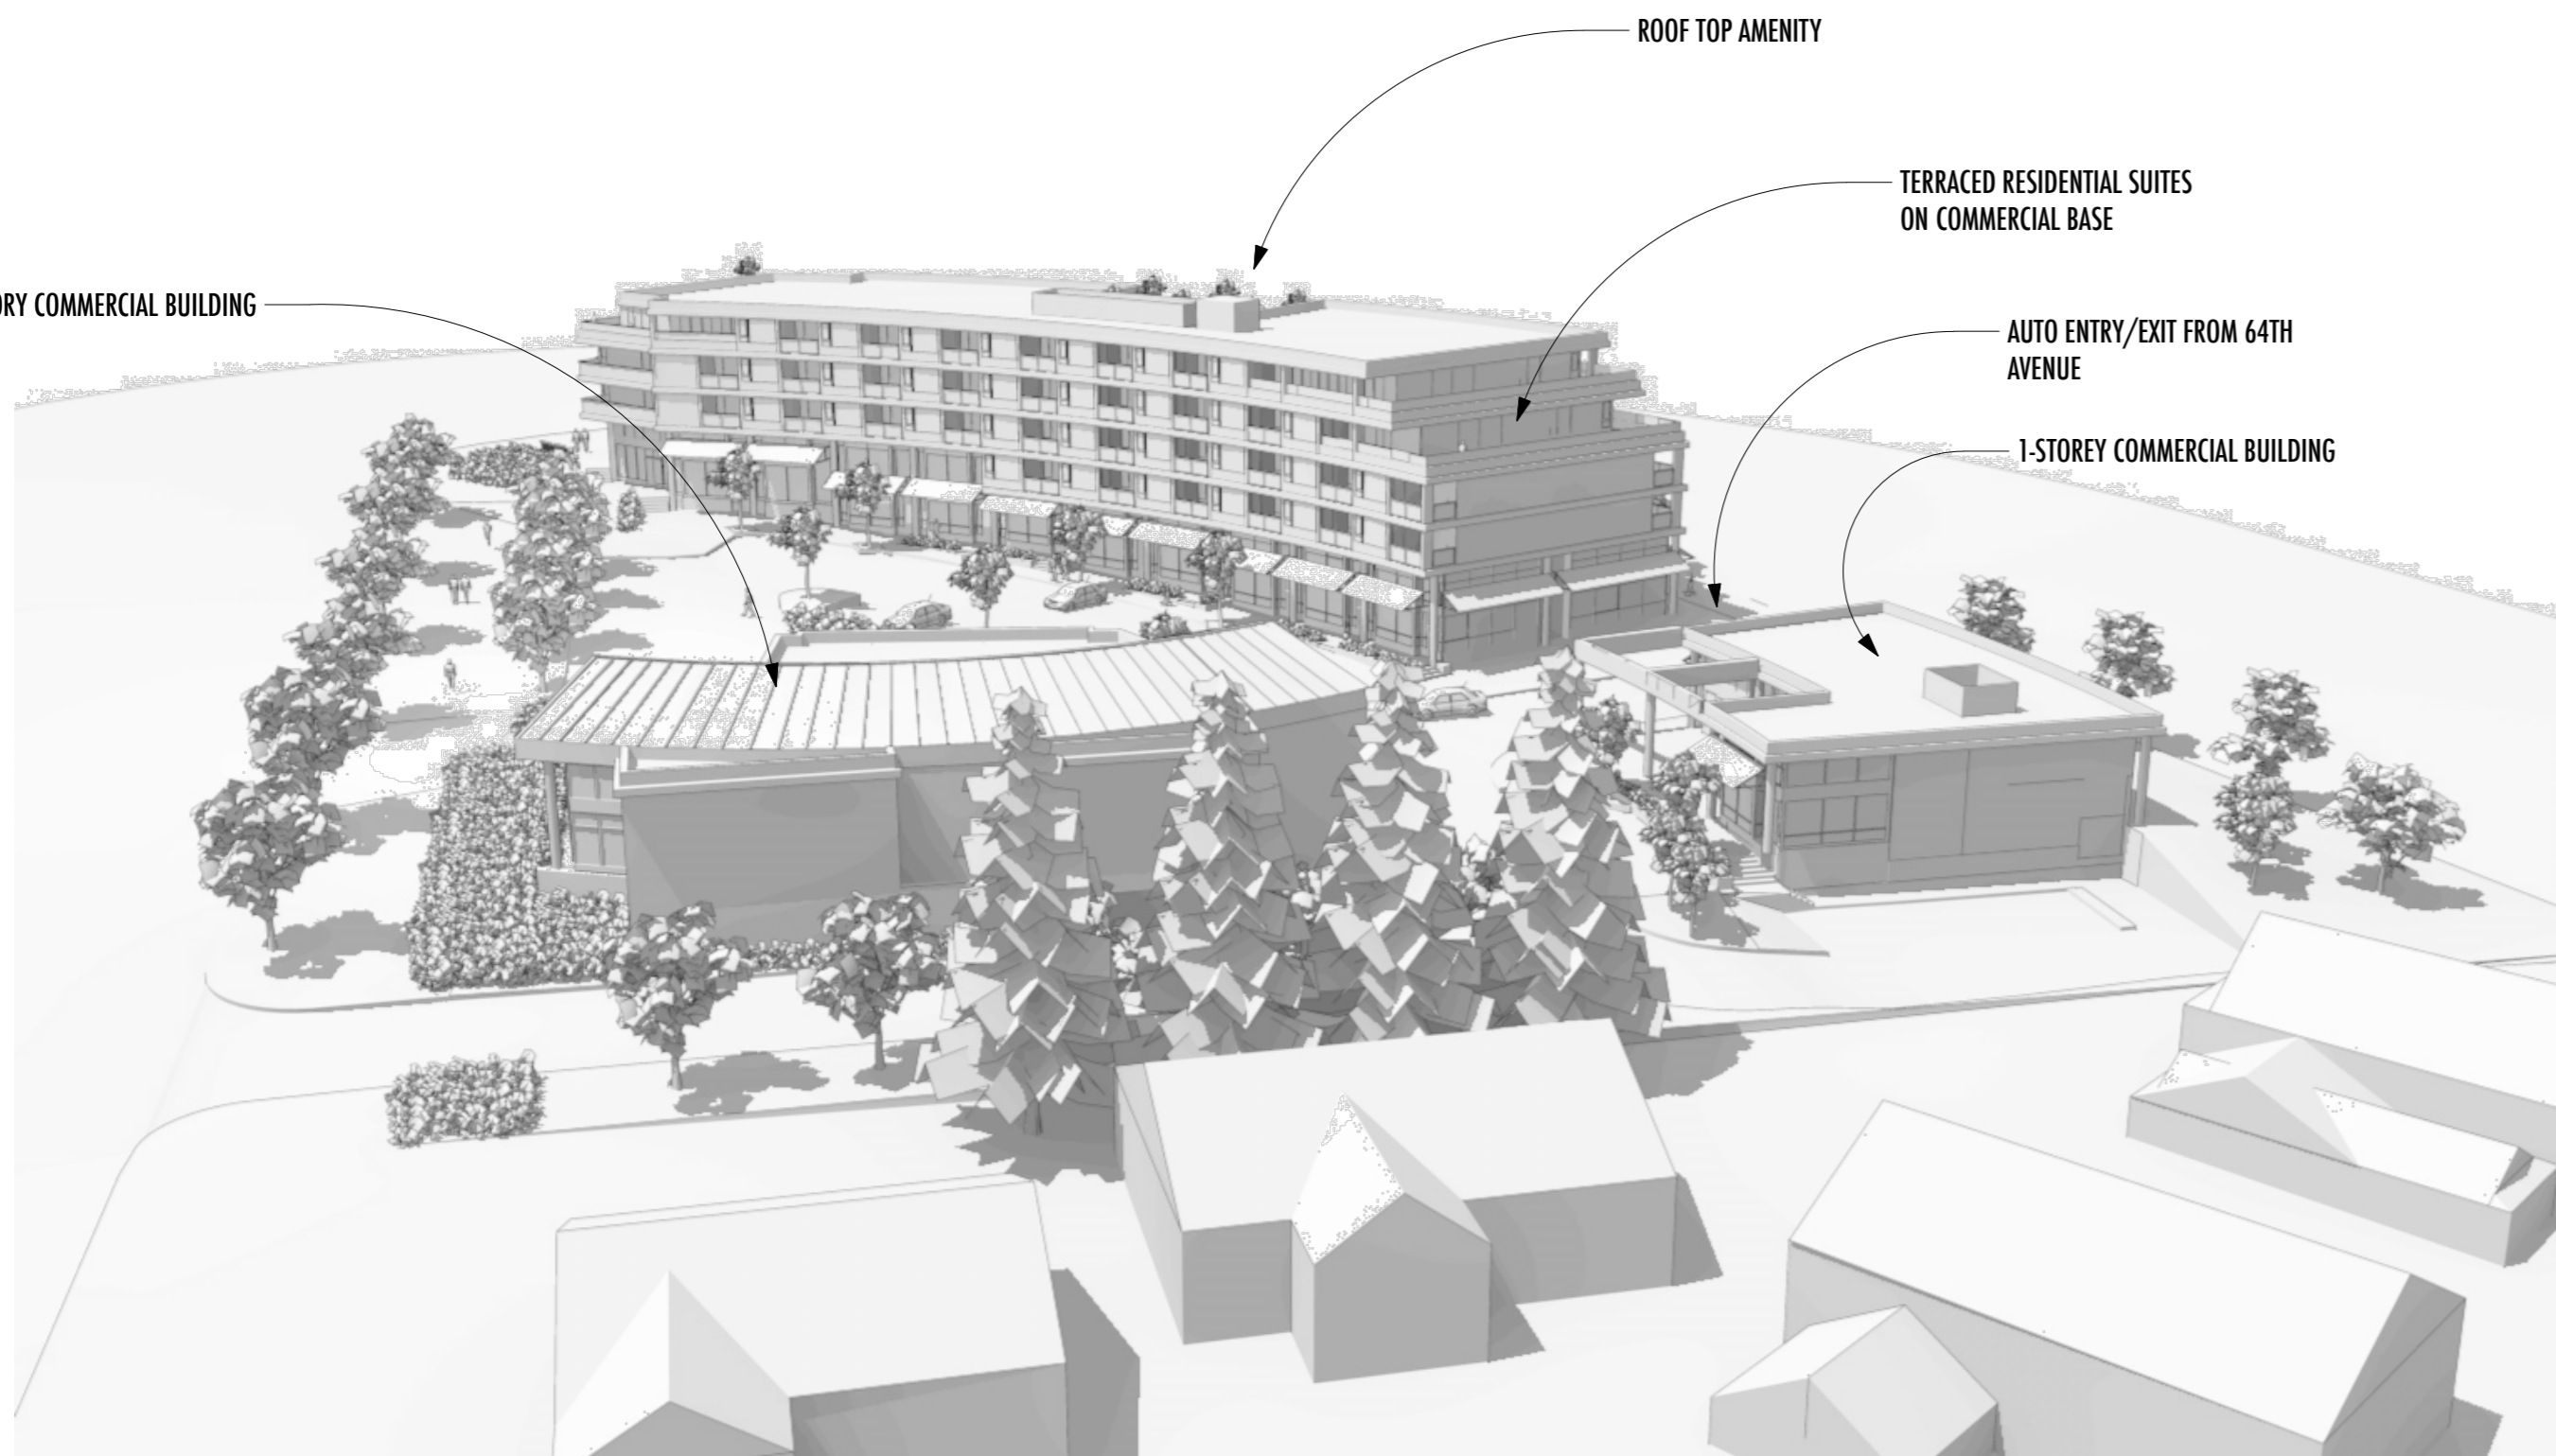 ROOF TOP AMENITY
TERRACED RESIDENTIAL SUITES
ON COMMERCIAL BASE
COMMERCIAL BUILDING
AUTO ENTRY/EXIT FROM 64TH
AVENUE
1-STOREY COMMERCIAL BUILDING